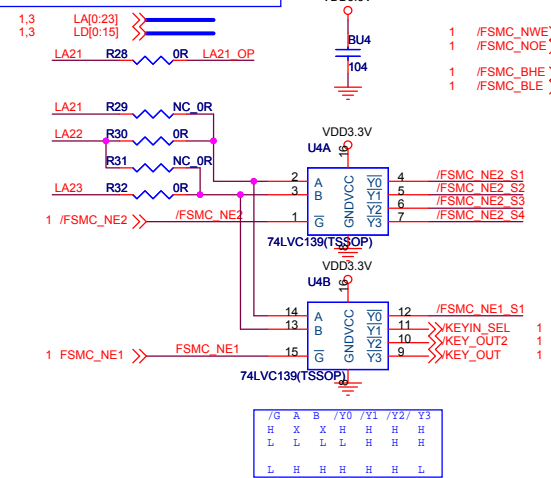 VDD3.3V
1,3 LA[0:23]
1,3 LD[0:15]
BU4
104
1 /FSMC_NWE
1 /FSMC_NOE
1 /FSMC_BHE
1 /FSMC_BLE
LA21 R28 0R LA21_OP
LA21 R29 NC_0R
LA22 R30 0R
R31 NC_0R
LA23 R32 0R
1 /FSMC_NE2 /FSMC_NE2
VDD3.3V
U4A
16
2 A Y0 4 /FSMC_NE2_S1
3 B Y1 5 /FSMC_NE2_S2
Y2 6 /FSMC_NE2_S3
1 G Y3 7 /FSMC_NE2_S4
GNDVCC
8
74LVC139(TSSOP)
VDD3.3V
U4B
16
14 A Y0 12 /FSMC_NE1_S1
13 B Y1 11 /KEYIN_SEL 1
Y2 10 /KEY_OUT2 1
15 G Y3 9 /KEY_OUT 1
GNDVCC
8
1 FSMC_NE1 FSMC_NE1
74LVC139(TSSOP)
/G A B /Y0 /Y1 /Y2/ Y3
H X X H H H H
L L L L H H H
L H H H H H L